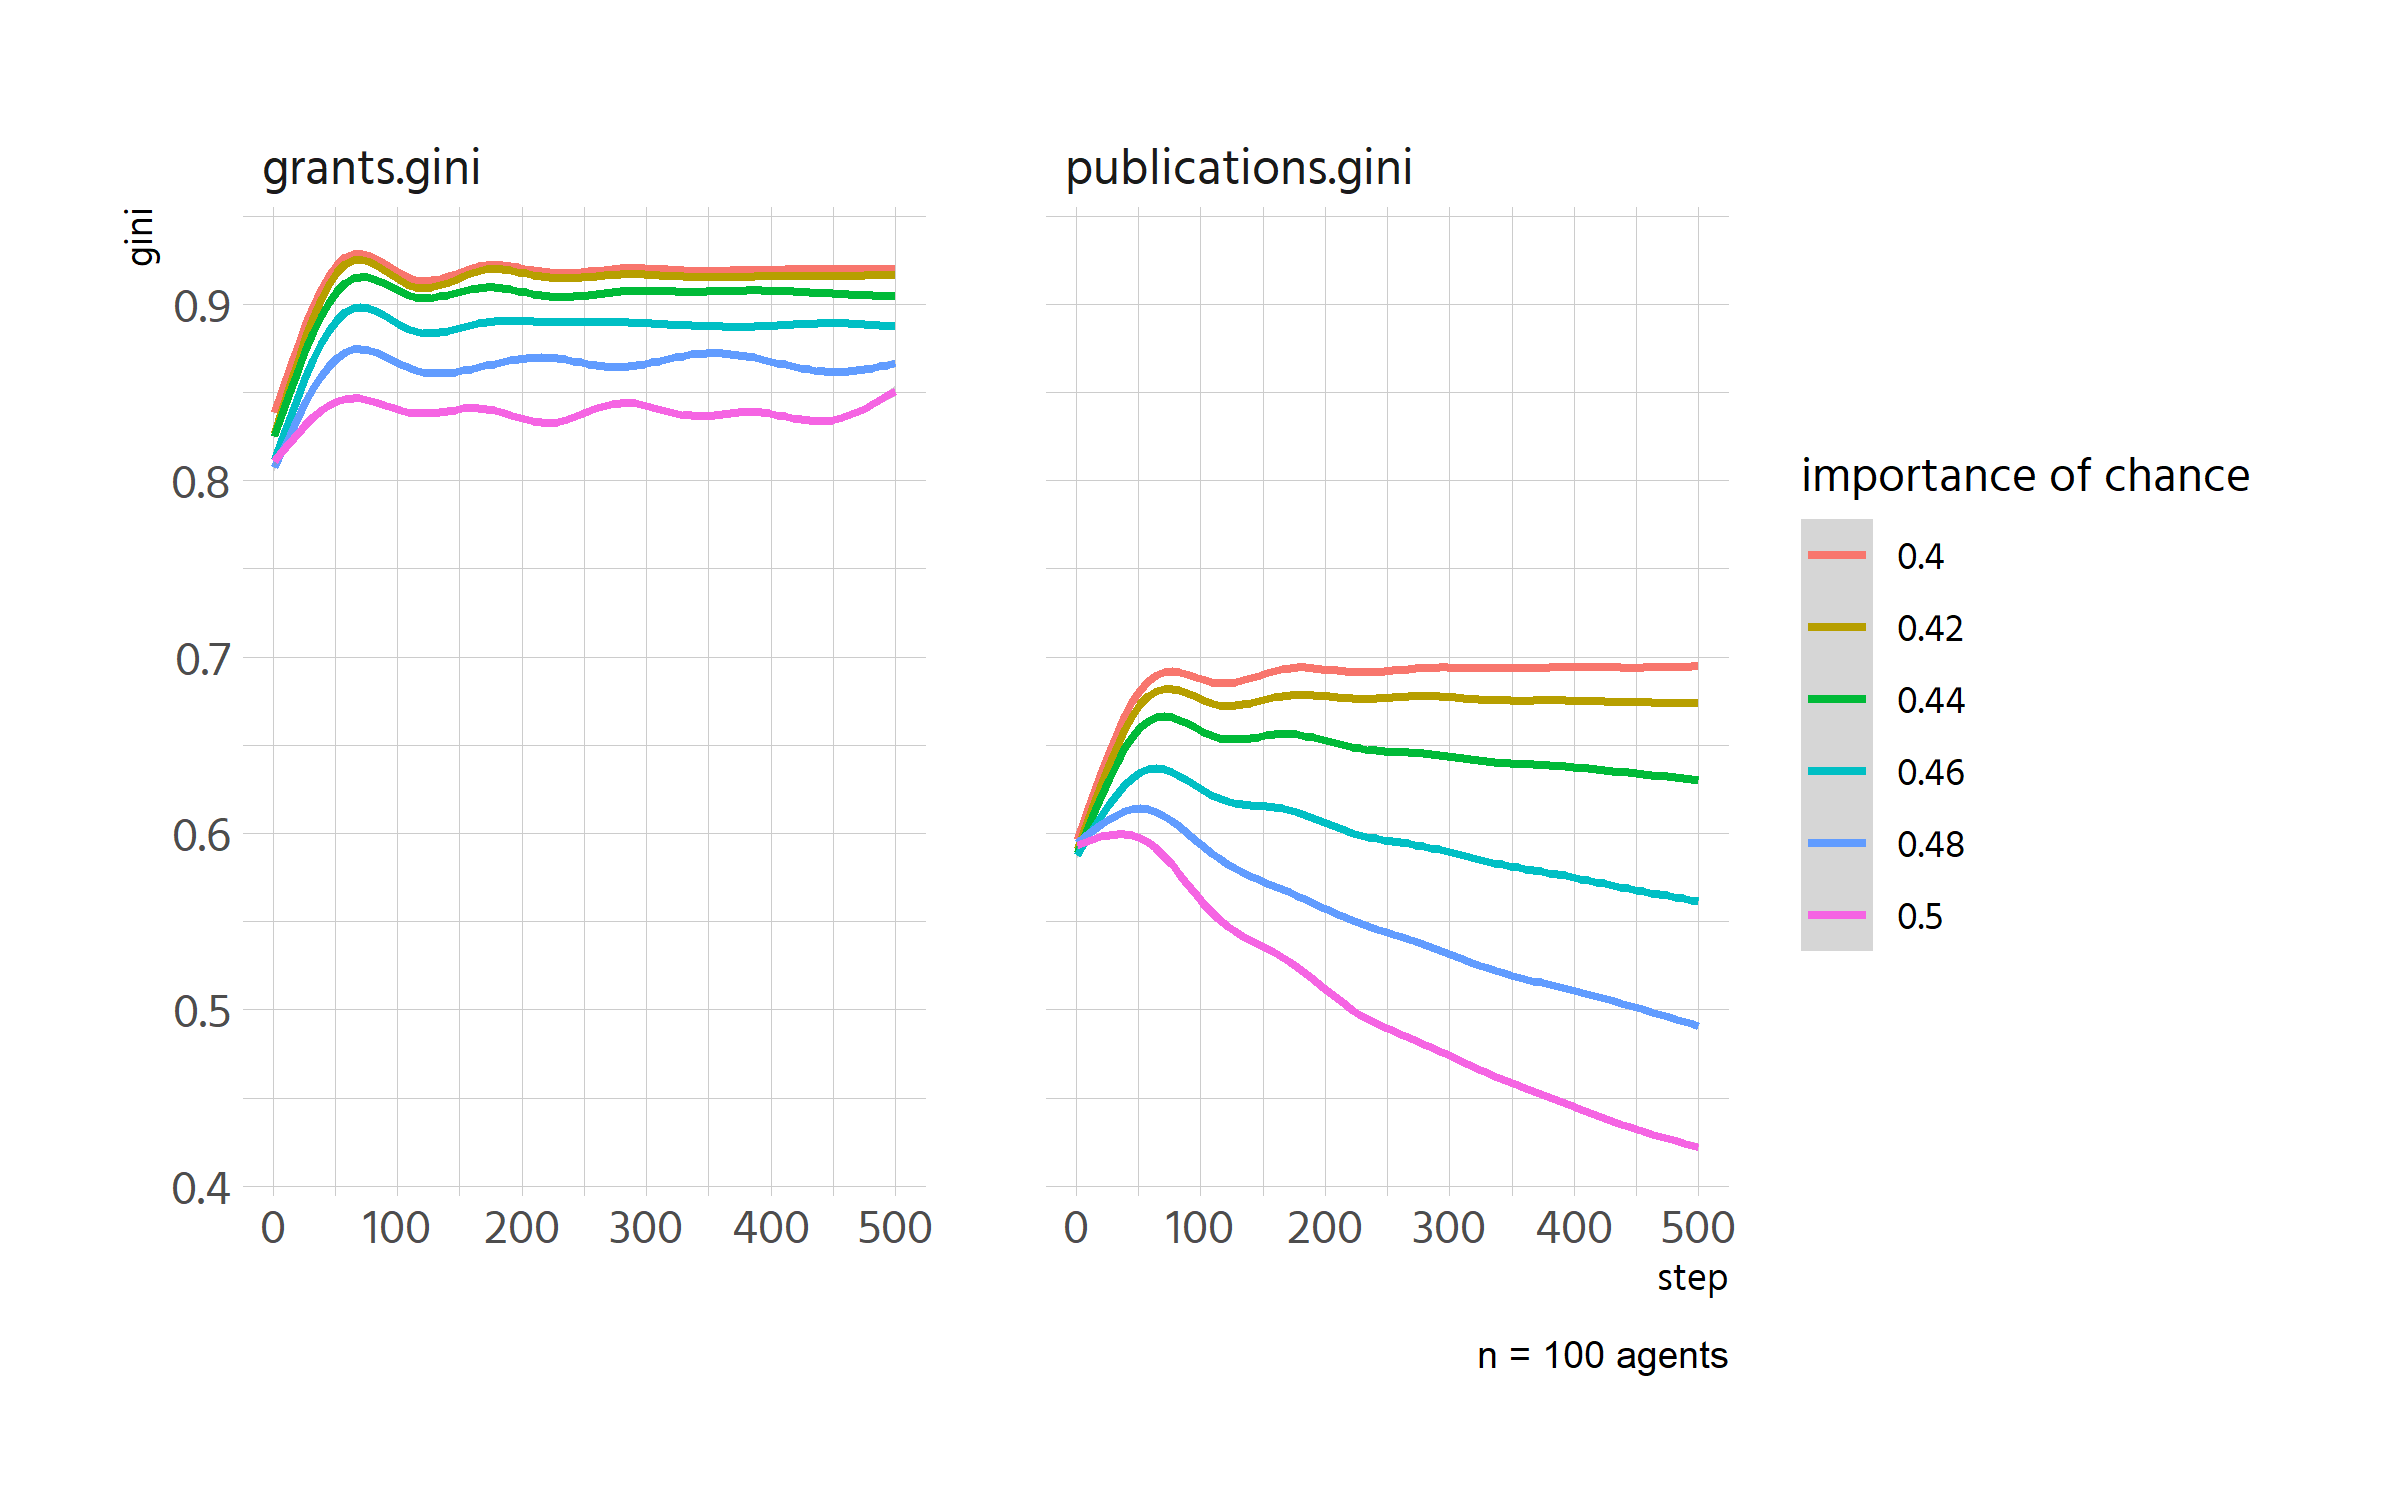 grants.gini
publications.gini
gini
0.9
0.8
0.7
0.6
0.5
0.4
0 100 200 300 400 500
0 100 200 300 400 500
step
n = 100 agents
importance of chance
0.4
0.42
0.44
0.46
0.48
0.5